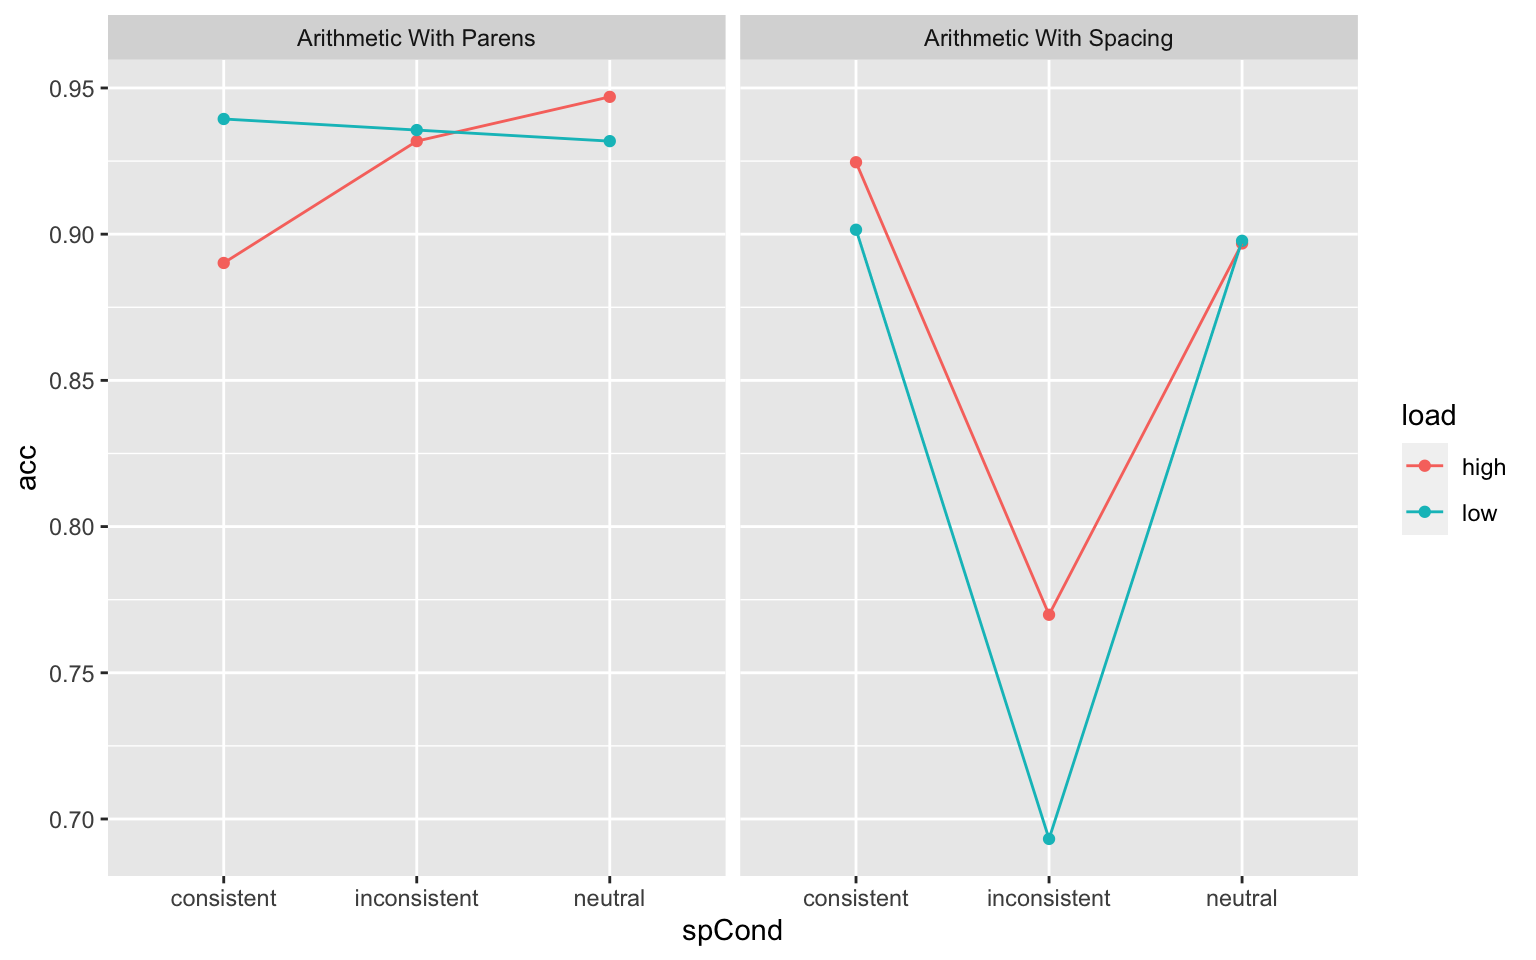 Arithmetic With Parens
Arithmetic With Spacing
0.95
0.90
0.85
0.80
0.75
0.70
acc
consistent inconsistent neutral
consistent inconsistent neutral
spCond
load
high
low